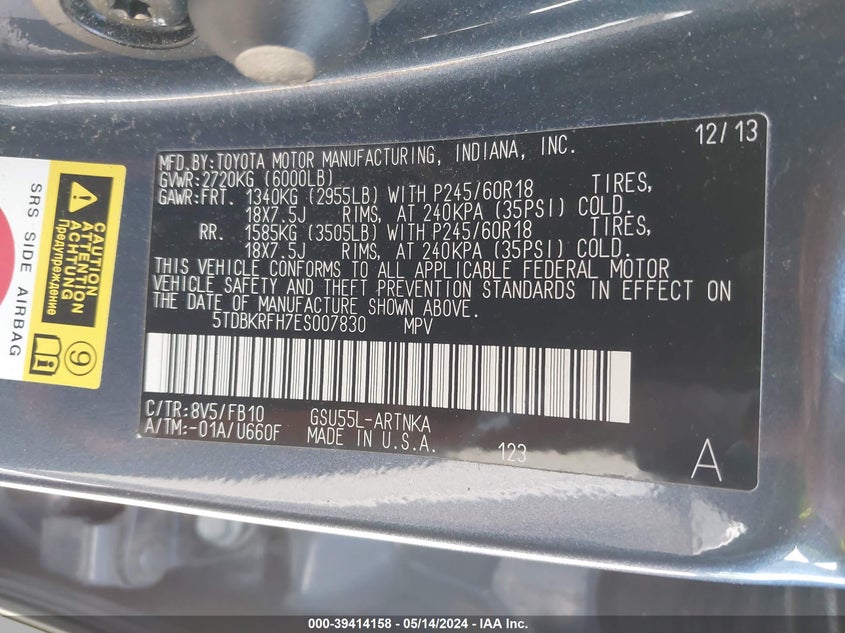 12/13
MFD.BY:TOYOTA MOTOR MANUFACTURING, INDIANA, INC.
GVWR:2720KG (6000LB)
GAWR:FRT. 1340KG (2955LB) WITH P245/60R18 TIRES,
18X7.5J RIMS, AT 240KPA (35PSI) COLD.
RR. 1585KG (3505LB) WITH P245/60R18 TIRES,
18X7.5J RIMS, AT 240KPA (35PSI) COLD.
THIS VEHICLE CONFORMS TO ALL APPLICABLE FEDERAL MOTOR
VEHICLE SAFETY AND THEFT PREVENTION STANDARDS IN EFFECT ON
THE DATE OF MANUFACTURE SHOWN ABOVE.
5TDBKRFH7ES007830 MPV
C/TR:8V5/FB10 GSU55L-ARTNKA
A/TM:-01A/U660F MADE IN U.S.A. 123
A
CAUTION
ATTENTION
ACHTUNG
Предупреждение
9
SRS SIDE AIRBAG
000-39414158 - 05/14/2024 - IAA Inc.